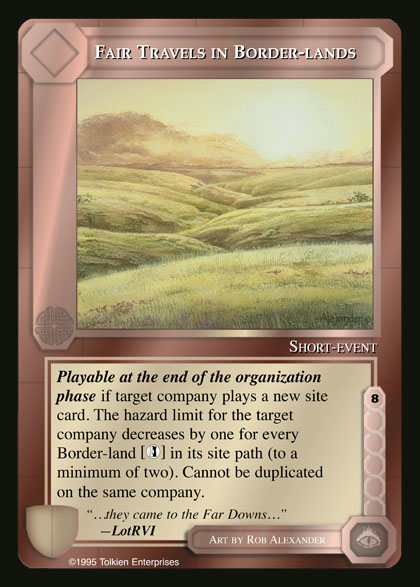 Fair Travels in Border-lands
Alexander ©
Short-event
Playable at the end of the organization
phase if target company plays a new site
card. The hazard limit for the target
company decreases by one for every
Border-land [ ] in its site path (to a
minimum of two). Cannot be duplicated
on the same company.
8
“…they came to the Far Downs…”
—LotRVI
Art by Rob Alexander
©1995 Tolkien Enterprises